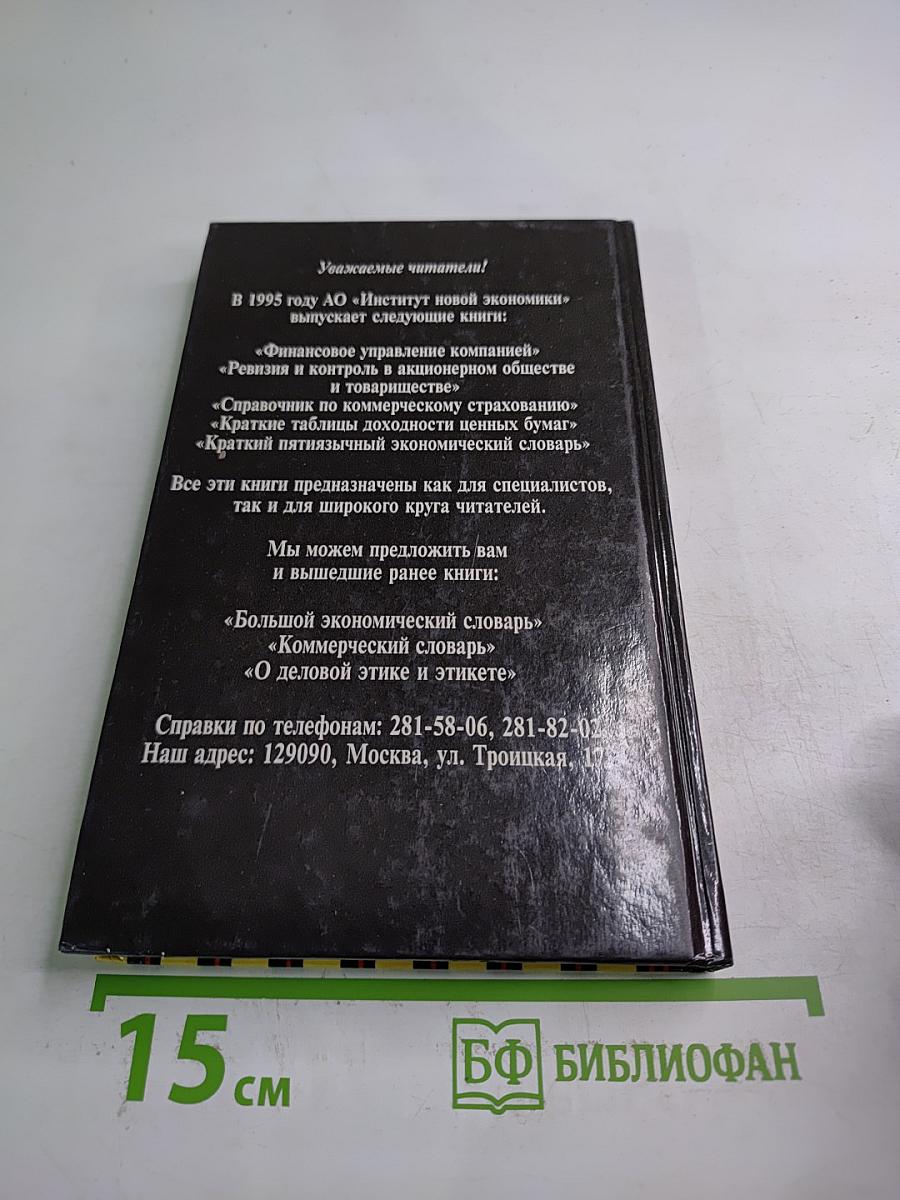 Уважаемые читатели!
В 1995 году АО «Институт новой экономики»
выпускает следующие книги:
«Финансовое управление компанией»
«Ревизия и контроль в акционерном обществе
и товариществе»
«Справочник по коммерческому страхованию»
«Краткие таблицы доходности ценных бумаг»
«Краткий пятиязычный экономический словарь»
Все эти книги предназначены как для специалистов,
так и для широкого круга читателей.
Мы можем предложить вам
и вышедшие ранее книги:
«Большой экономический словарь»
«Коммерческий словарь»
«О деловой этике и этикете»
Справки по телефонам: 281-58-06, 281-82-02
Наш адрес: 129090, Москва, ул. Троицкая,
15 см
БФ БИБЛИОФАН